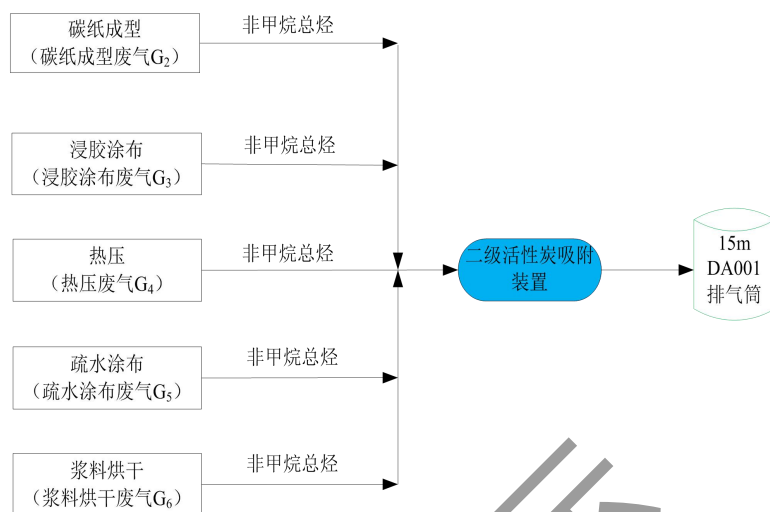 碳纸成型
（碳纸成型废气G₂）
非甲烷总烃
浸胶涂布
（浸胶涂布废气G₃）
非甲烷总烃
热压
（热压废气G₄）
非甲烷总烃
二级活性炭吸附
装置
15m
DA001
排气筒
疏水涂布
（疏水涂布废气G₅）
非甲烷总烃
浆料烘干
（浆料烘干废气G₆）
非甲烷总烃